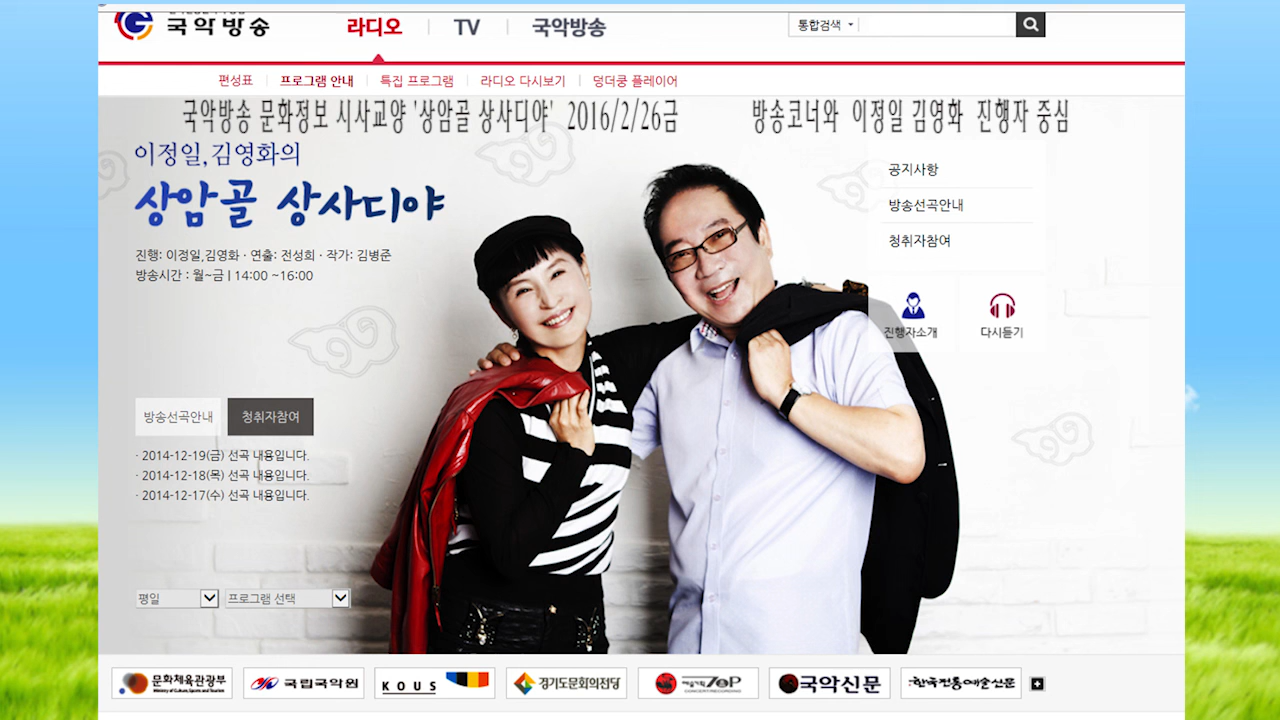 국악방송
라디오
TV
국악방송
통합검색
편성표
프로그램 안내
특집 프로그램
라디오 다시보기
덩더쿵 플레이어
국악방송 문화정보 시사교양 '상암골 상사디야' 2016/2/26금
방송코너와 이정일 김영화 진행자 중심
이정일,김영화의
상암골 상사디야
진행: 이정일,김영화 · 연출: 전성희 · 작가: 김병준
방송시간 : 월~금 | 14:00 ~16:00
공지사항
방송선곡안내
청취자참여
진행자소개
다시듣기
방송선곡안내
청취자참여
· 2014-12-19(금) 선곡 내용입니다.
· 2014-12-18(목) 선곡 내용입니다.
· 2014-12-17(수) 선곡 내용입니다.
평일
프로그램 선택
문화체육관광부
Ministry of Culture, Sports and Tourism
국립국악원
KOUS
경기도문화의전당
예술기획 TOP
국악신문
한국전통예술신문